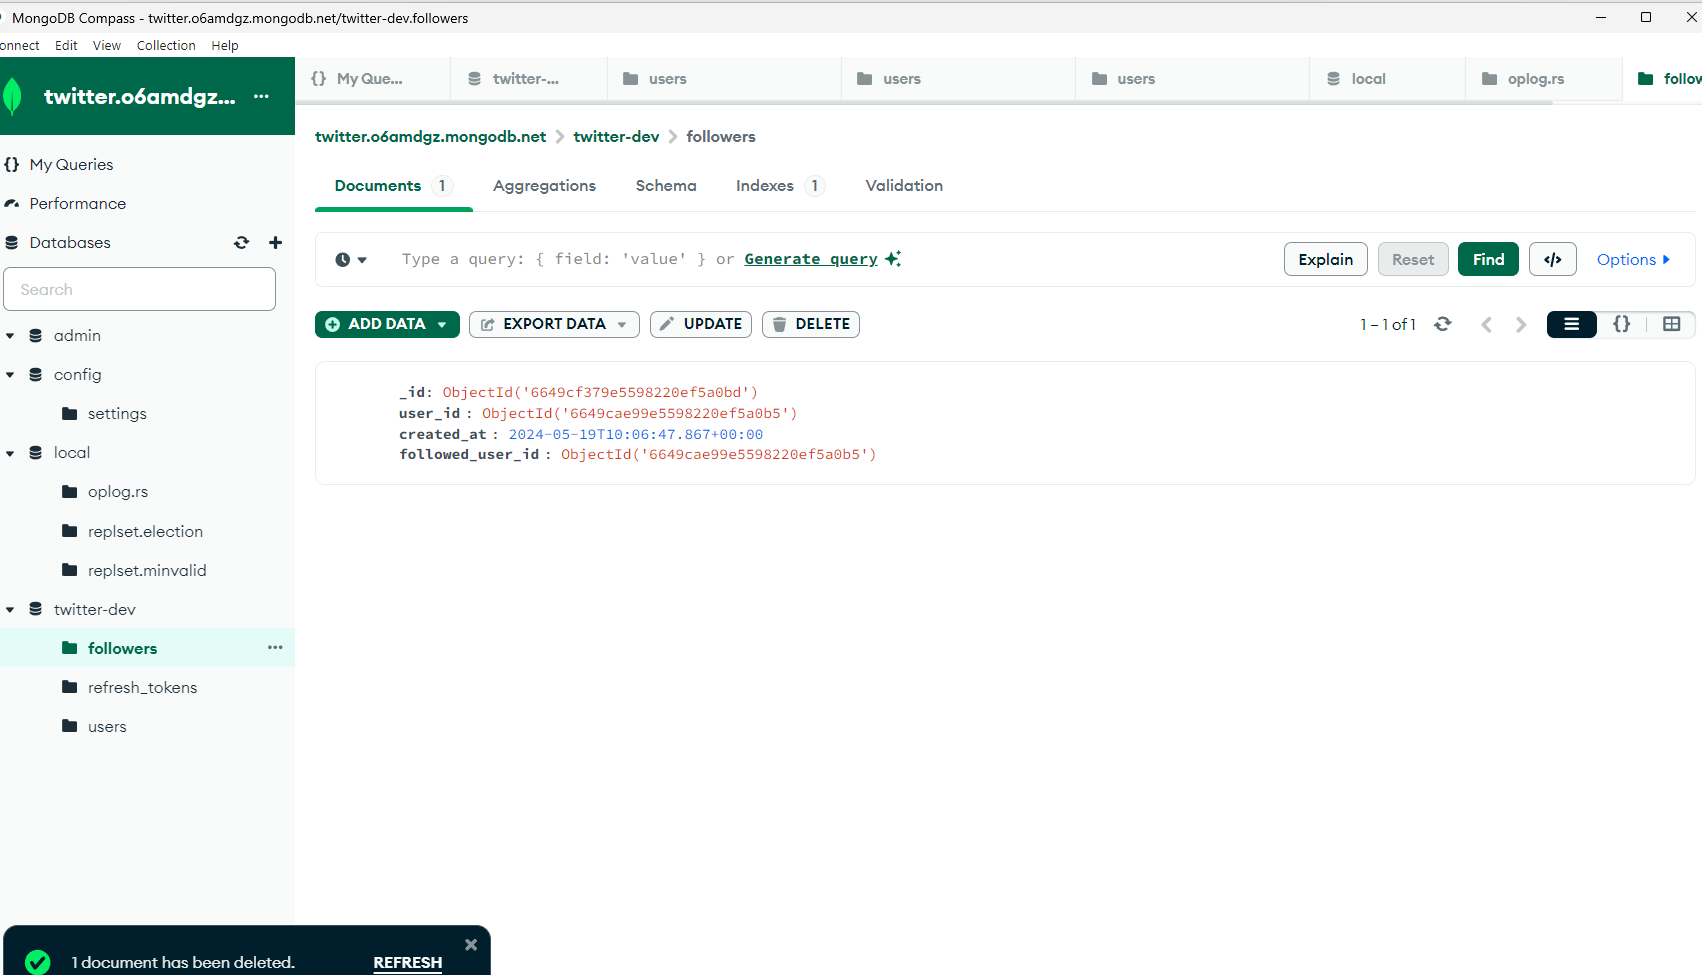 MongoDB Compass - twitter.o6amdgz.mongodb.net/twitter-dev.followers
onnect Edit View Collection Help
twitter.o6amdgz... ...
{} My Que... twitter-... users users users local oplog.rs follow
twitter.o6amdgz.mongodb.net > twitter-dev > followers
{} My Queries
Performance
Databases
Search
admin
config
settings
local
oplog.rs
replset.election
replset.minvalid
twitter-dev
followers ...
refresh_tokens
users
Documents 1 Aggregations Schema Indexes 1 Validation
Type a query: { field: 'value' } or Generate query
Explain Reset Find </> Options
ADD DATA EXPORT DATA UPDATE DELETE 1 – 1 of 1 {}
_id: ObjectId('6649cf379e5598220ef5a0bd')
user_id : ObjectId('6649cae99e5598220ef5a0b5')
created_at : 2024-05-19T10:06:47.867+00:00
followed_user_id : ObjectId('6649cae99e5598220ef5a0b5')
1 document has been deleted. REFRESH